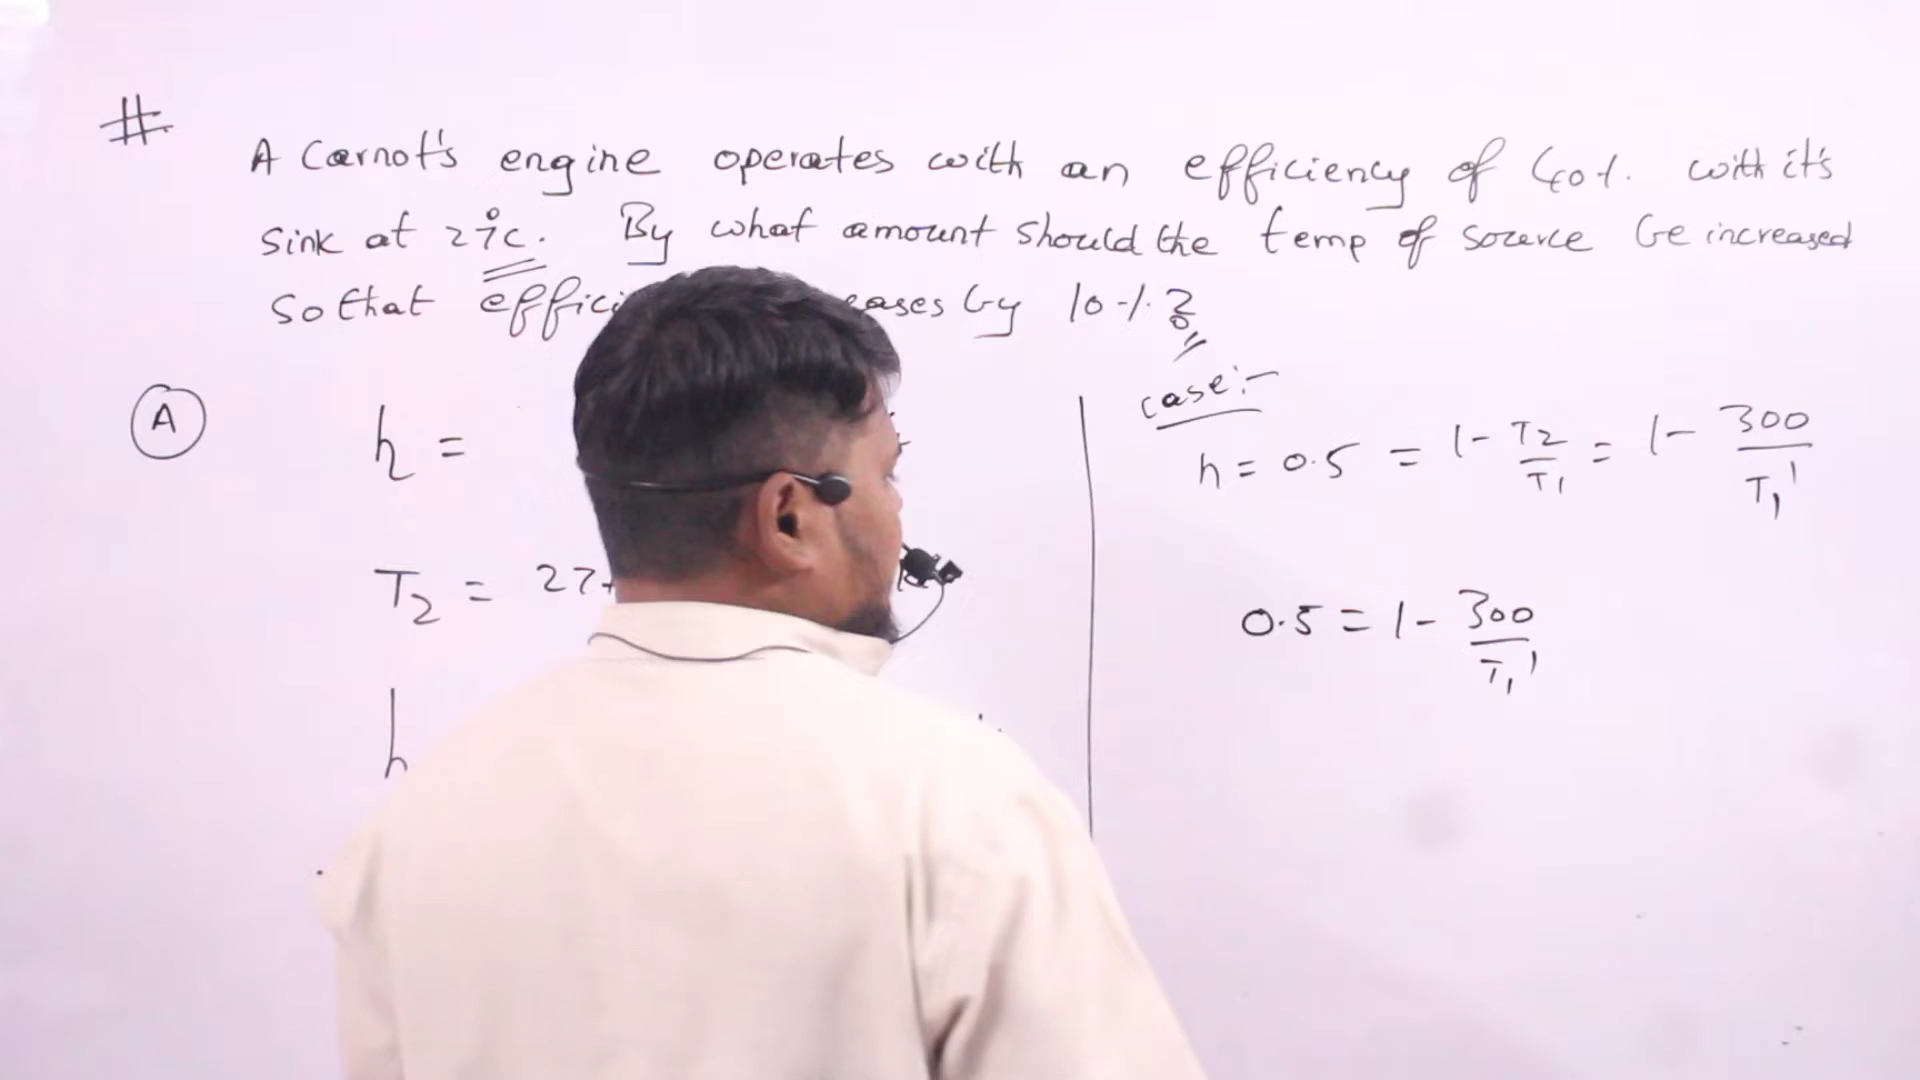 #
A Carnot's engine operates with an efficiency of 40%. with it's
sink at 27°C. By what amount should the temp of source be increased
so that effici eases by 10%?
A
η =
T2 = 27+
h
case:-
η = 0.5 = 1 - T2/T1 = 1 - 300/T1'
0.5 = 1 - 300/T1'